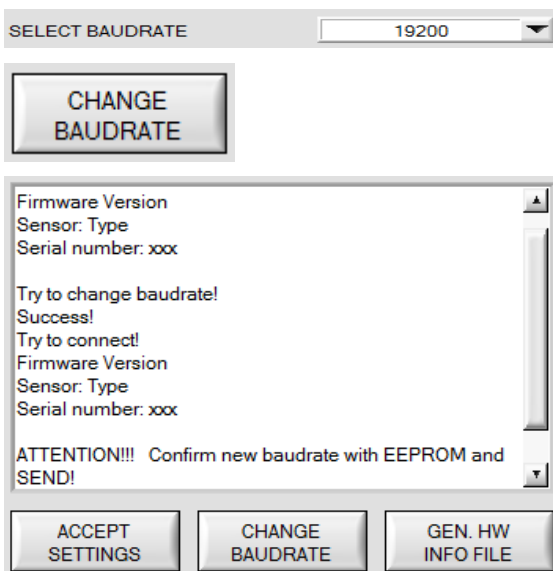 SELECT BAUDRATE 19200
CHANGE
BAUDRATE
Firmware Version
Sensor: Type
Serial number: xxx
Try to change baudrate!
Success!
Try to connect!
Firmware Version
Sensor: Type
Serial number: xxx
ATTENTION!!! Confirm new baudrate with EEPROM and
SEND!
ACCEPT
SETTINGS
CHANGE
BAUDRATE
GEN. HW
INFO FILE